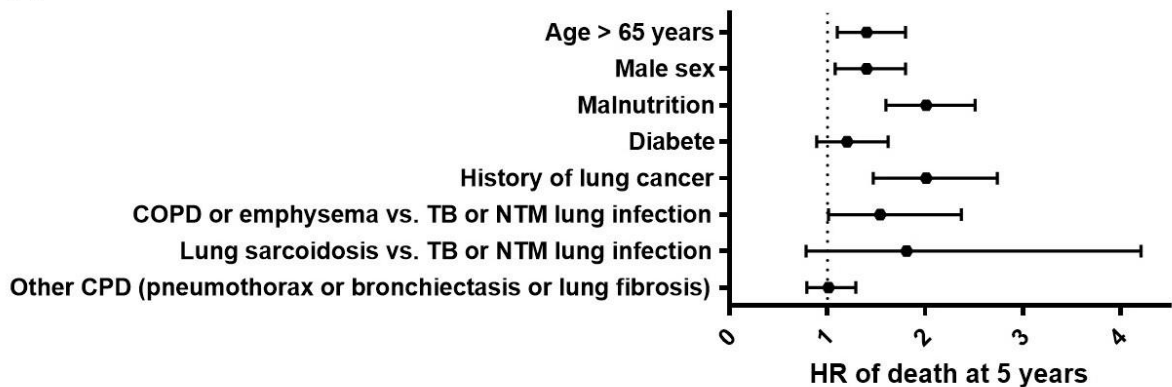 Age > 65 years
Male sex
Malnutrition
Diabete
History of lung cancer
COPD or emphysema vs. TB or NTM lung infection
Lung sarcoidosis vs. TB or NTM lung infection
Other CPD (pneumothorax or bronchiectasis or lung fibrosis)
0 1 2 3 4
HR of death at 5 years